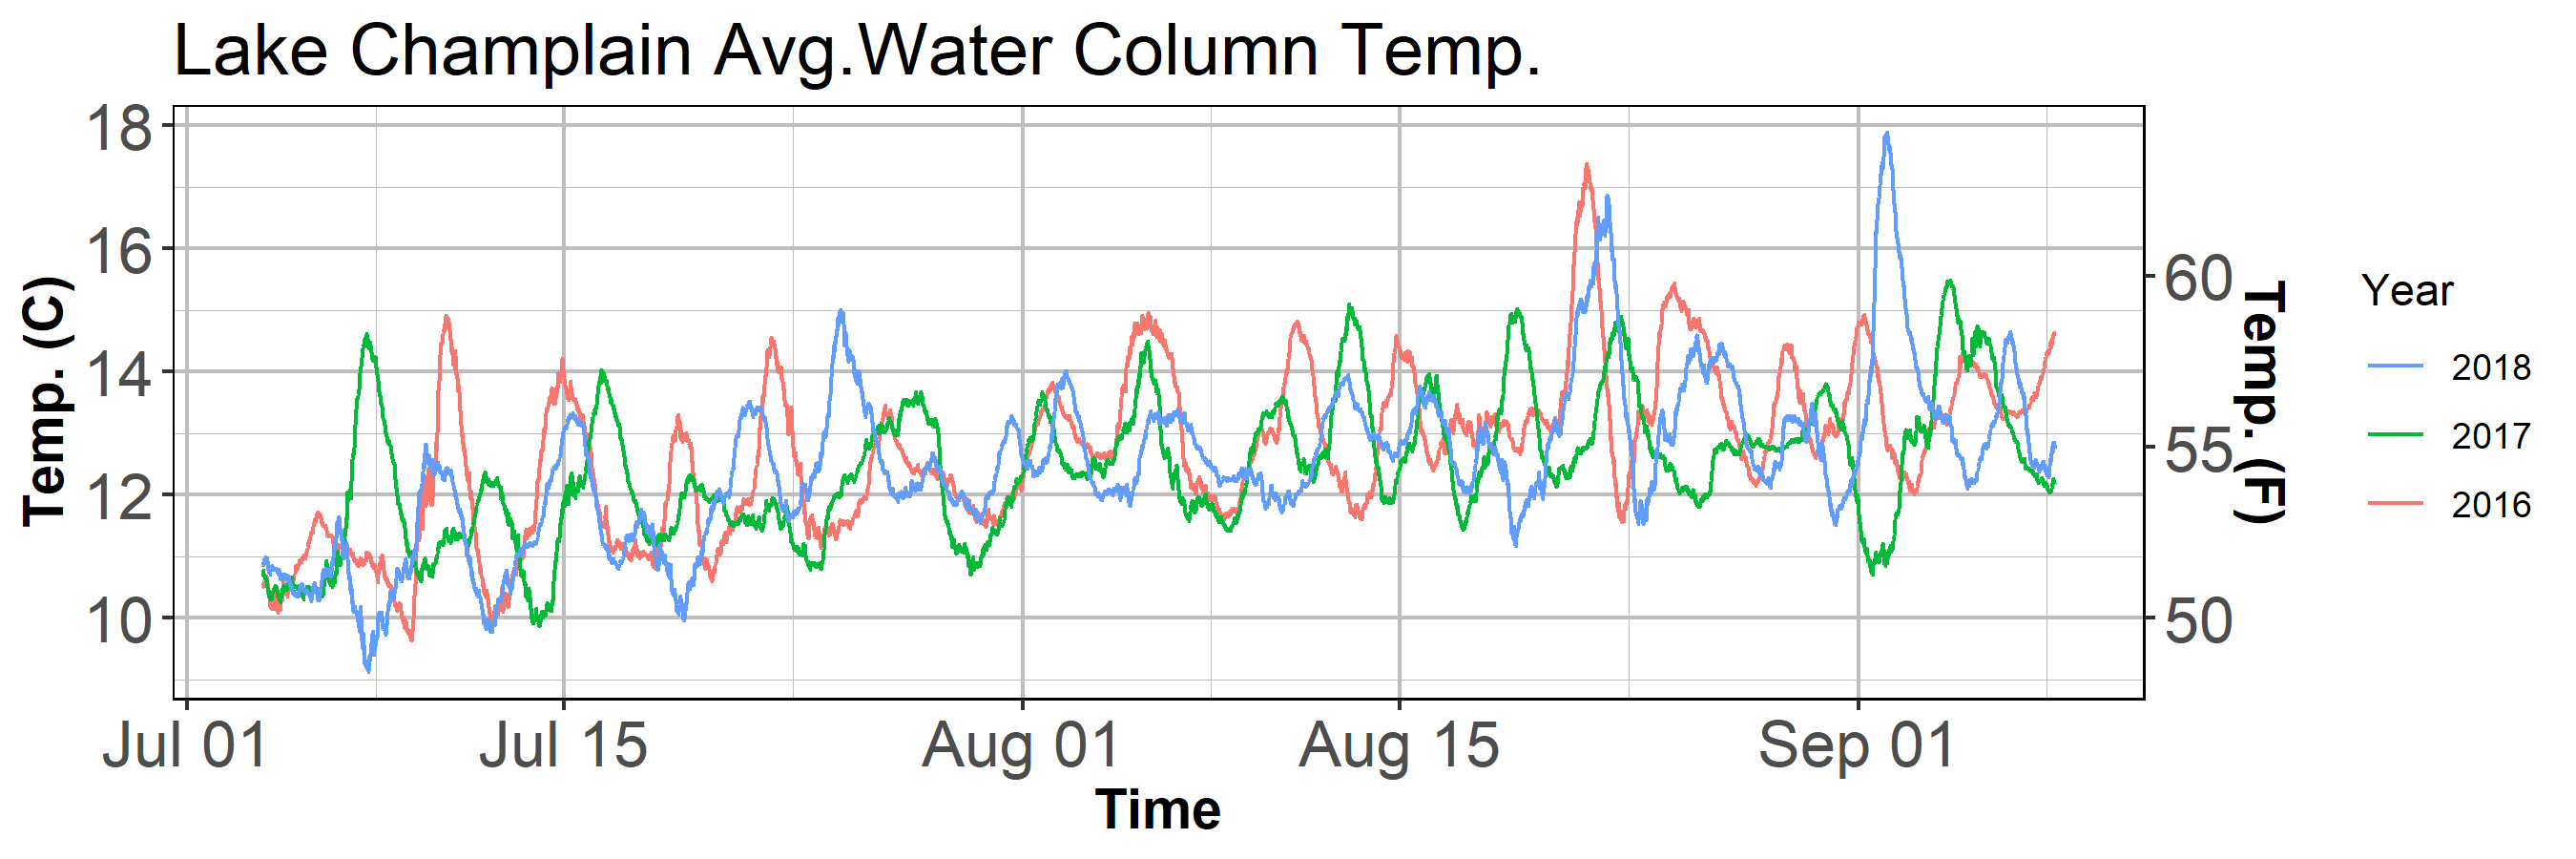 Lake Champlain Avg.Water Column Temp.
Temp. (C)
18
16
14
12
10
60
55
50
Temp. (F)
Jul 01
Jul 15
Aug 01
Aug 15
Sep 01
Time
Year
2018
2017
2016